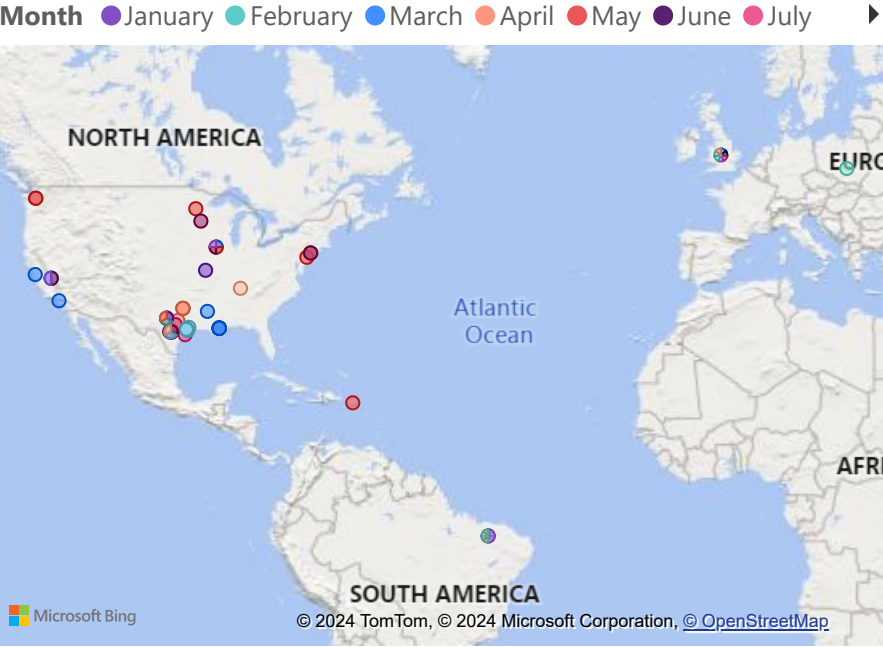 Month January February March April May June July
NORTH AMERICA
EURO
Atlantic
Ocean
AFRI
SOUTH AMERICA
Microsoft Bing
© 2024 TomTom, © 2024 Microsoft Corporation, © OpenStreetMap